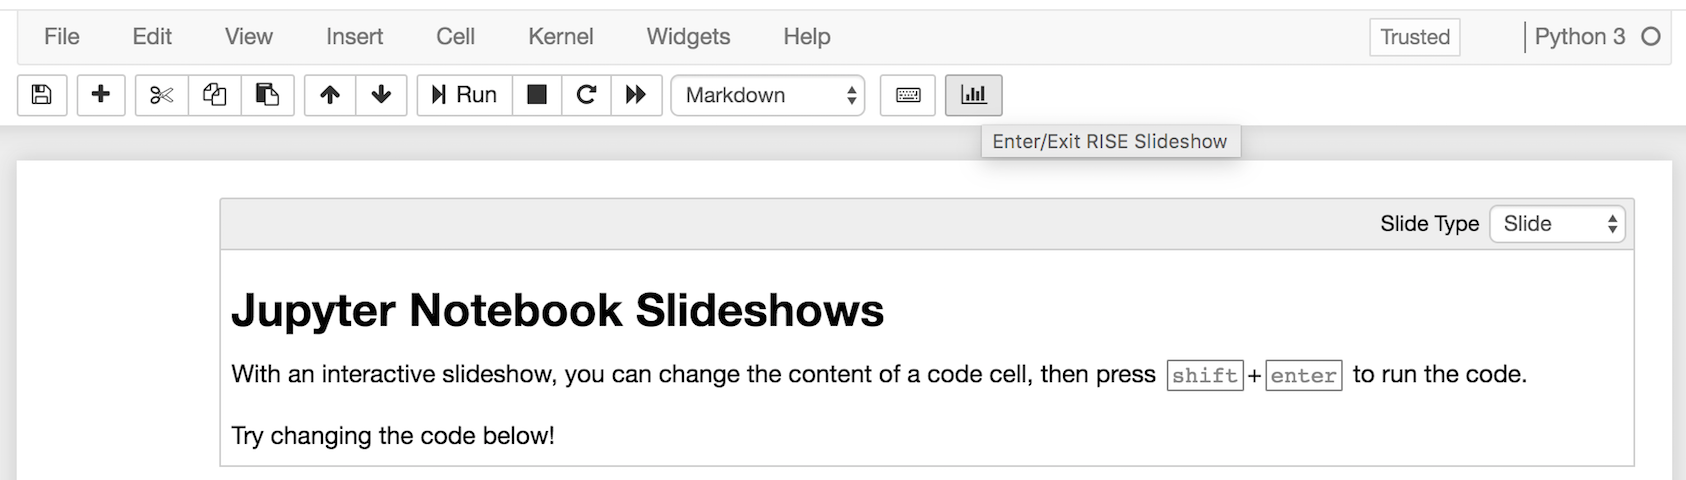 File Edit View Insert Cell Kernel Widgets Help Trusted Python 3
Run Markdown
Enter/Exit RISE Slideshow
Slide Type Slide
Jupyter Notebook Slideshows
With an interactive slideshow, you can change the content of a code cell, then press shift+enter to run the code.
Try changing the code below!